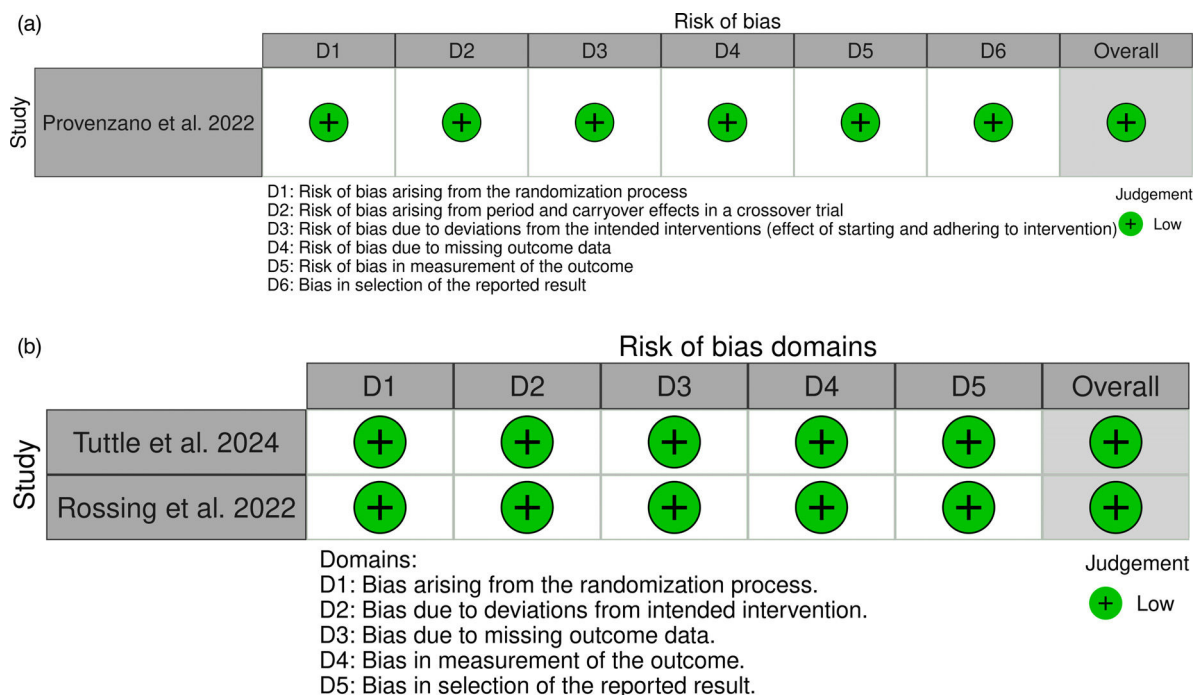 (a)
Risk of bias
D1 D2 D3 D4 D5 D6 Overall
Study
Provenzano et al. 2022 + + + + + + +
D1: Risk of bias arising from the randomization process
D2: Risk of bias arising from period and carryover effects in a crossover trial
D3: Risk of bias due to deviations from the intended interventions (effect of starting and adhering to intervention)
D4: Risk of bias due to missing outcome data
D5: Risk of bias in measurement of the outcome
D6: Bias in selection of the reported result
Judgement
+ Low
(b)
Risk of bias domains
D1 D2 D3 D4 D5 Overall
Study
Tuttle et al. 2024 + + + + + +
Rossing et al. 2022 + + + + + +
Domains:
D1: Bias arising from the randomization process.
D2: Bias due to deviations from intended intervention.
D3: Bias due to missing outcome data.
D4: Bias in measurement of the outcome.
D5: Bias in selection of the reported result.
Judgement
+ Low